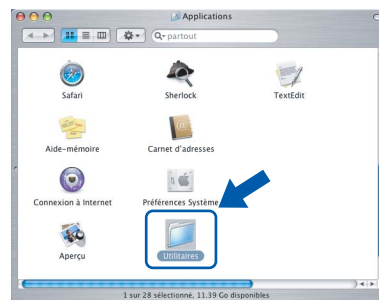 Applications
partout
Safari
Sherlock
TextEdit
Aide-mémoire
Carnet d'adresses
Connexion à Internet
Préférences Système
Aperçu
Utilitaires
1 sur 28 sélectionné, 11.39 Go disponibles